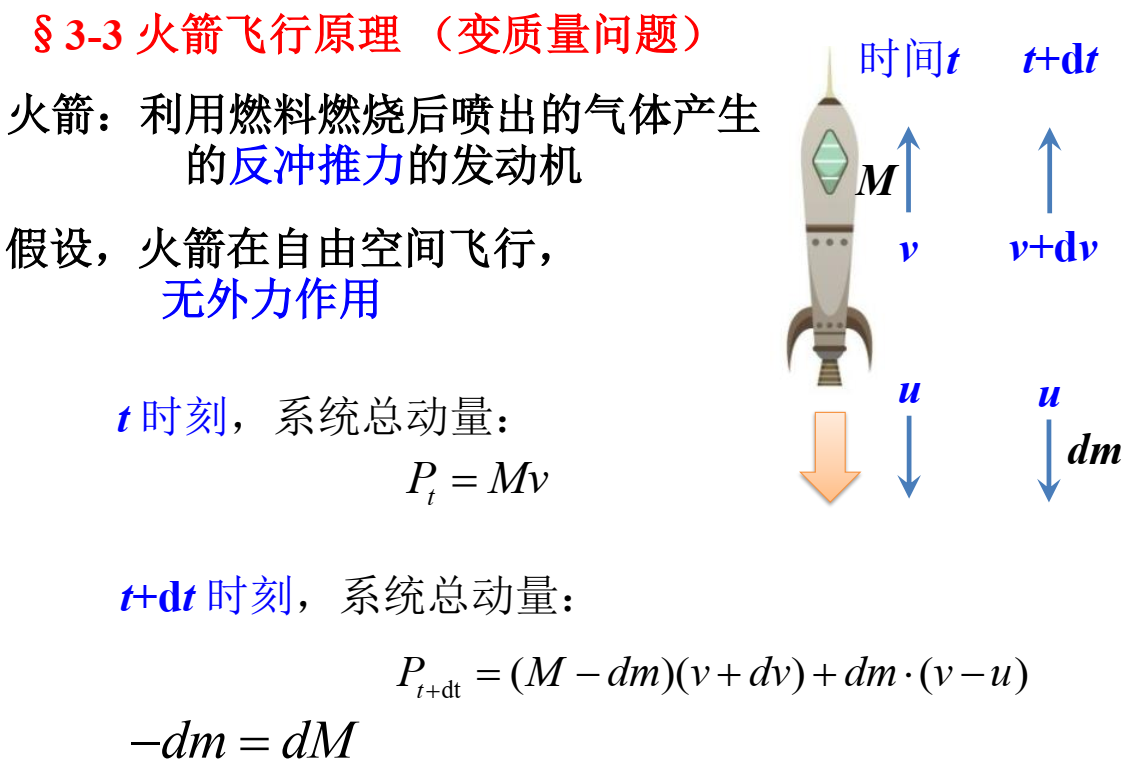 §3-3 火箭飞行原理 （变质量问题）
火箭：利用燃料燃烧后喷出的气体产生
的反冲推力的发动机
假设，火箭在自由空间飞行，
无外力作用
时间t t+dt
M
v v+dv
u u
dm
t 时刻，系统总动量：
P_t = Mv
t+dt 时刻，系统总动量：
P_{t+dt} = (M − dm)(v + dv) + dm · (v − u)
−dm = dM